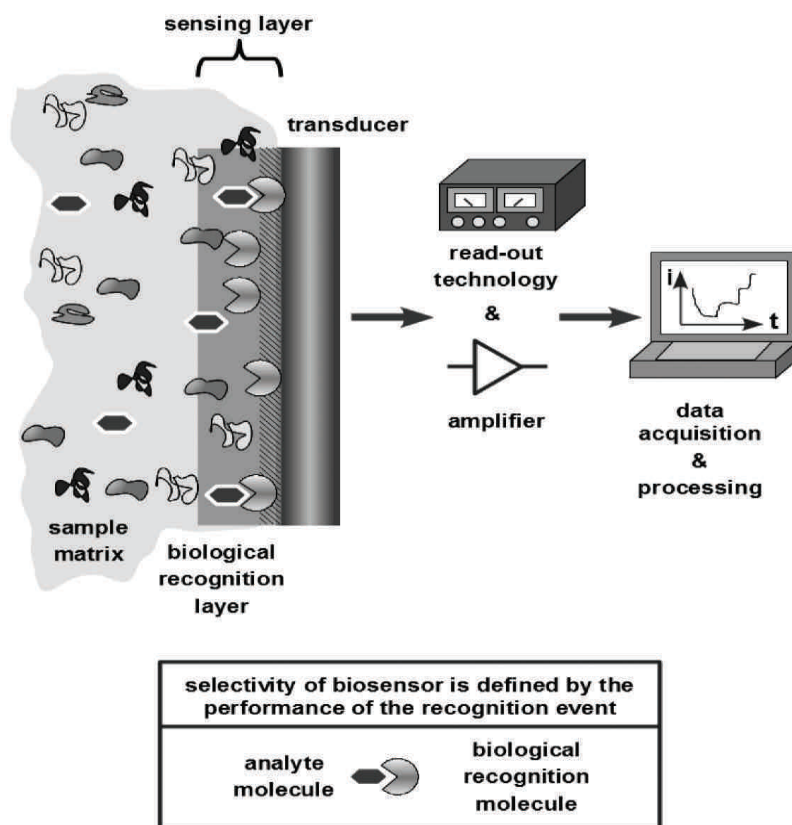 sensing layer
transducer
read-out
technology
&
amplifier
i
t
data
acquisition
&
processing
sample
matrix
biological
recognition
layer
selectivity of biosensor is defined by the
performance of the recognition event
analyte
molecule
biological
recognition
molecule